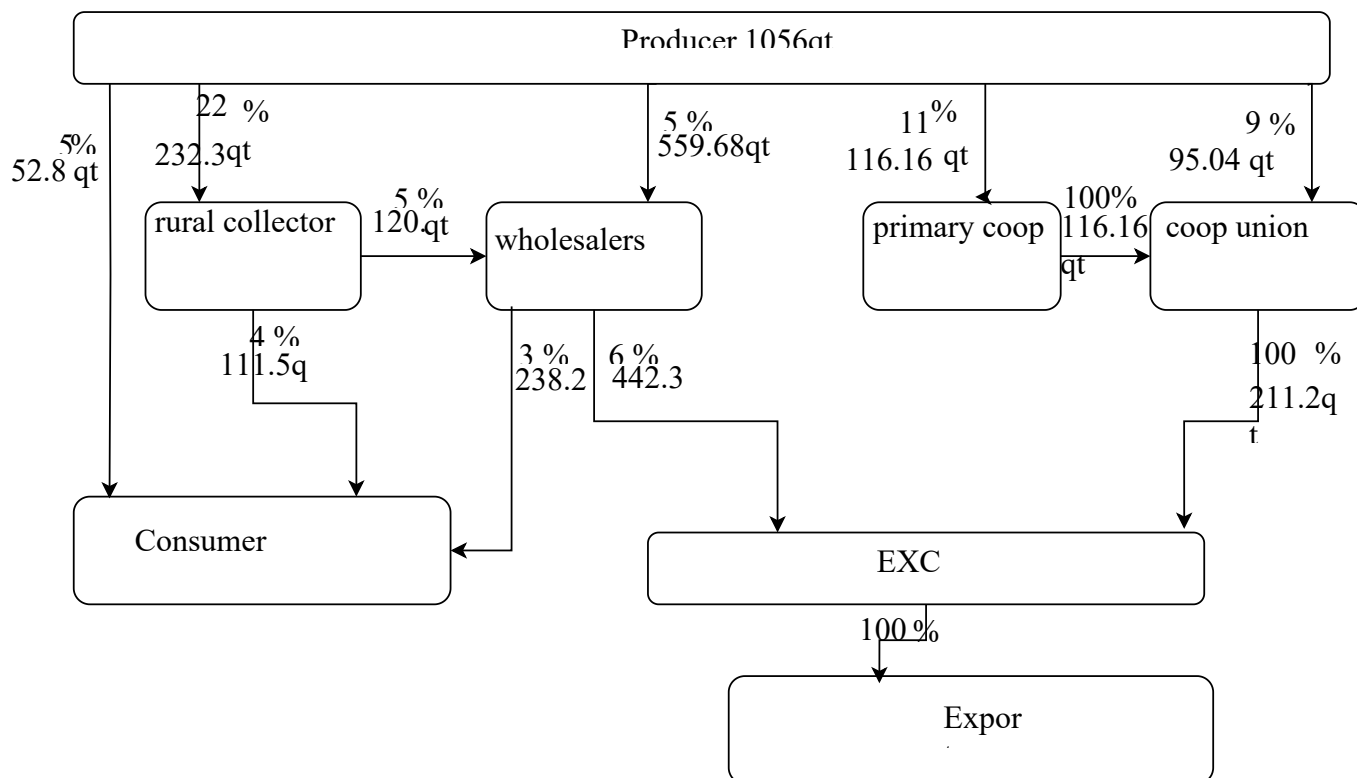 Producer 1056qt
22 %
232.3qt
5%
52.8 qt
5 %
559.68qt
11%
116.16 qt
9 %
95.04 qt
rural collector
5 %
120.qt
wholesalers
primary coop
100%
116.16
qt
coop union
4 %
111.5q
3 %
238.2
6 %
442.3
100 %
211.2q
t
Consumer
EXC
100%
Expor